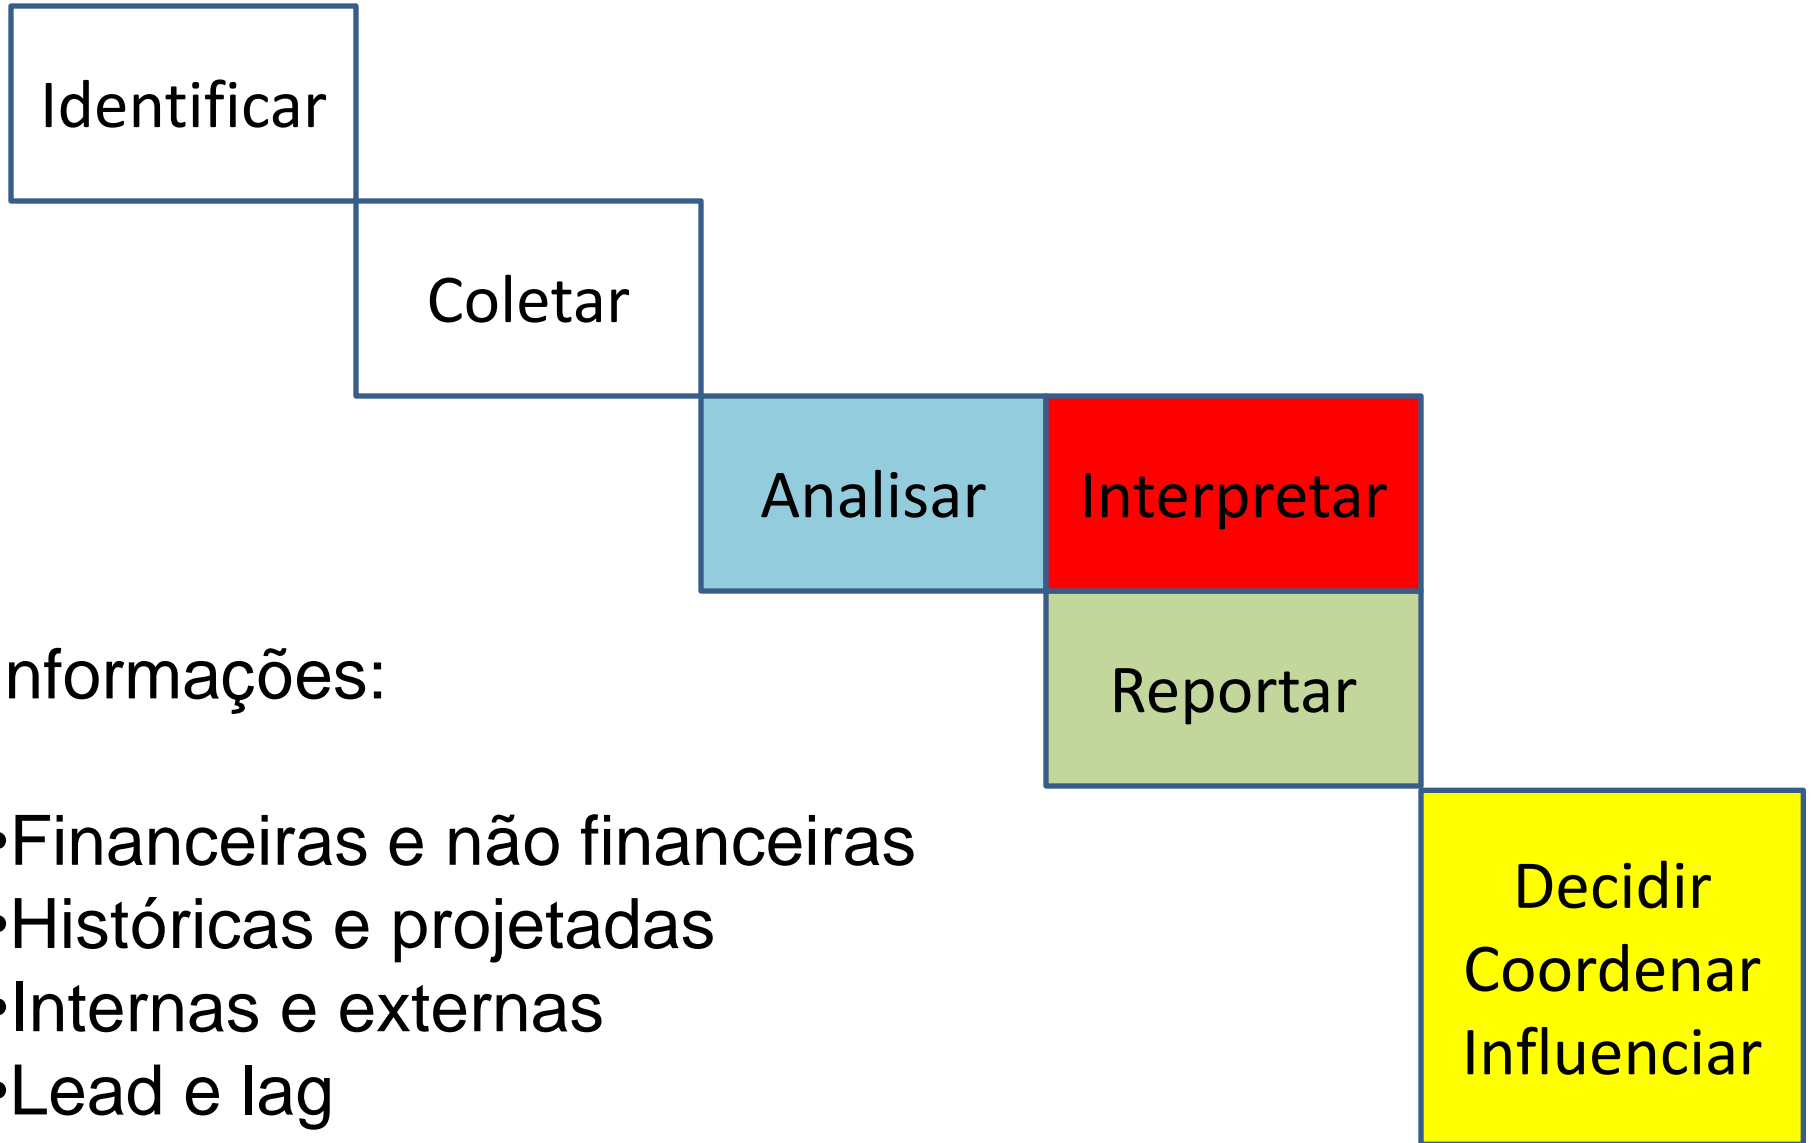 Identificar
Coletar
Analisar
Interpretar
Reportar
nformações:
•Financeiras e não financeiras
•Históricas e projetadas
•Internas e externas
•Lead e lag
Decidir
Coordenar
Influenciar